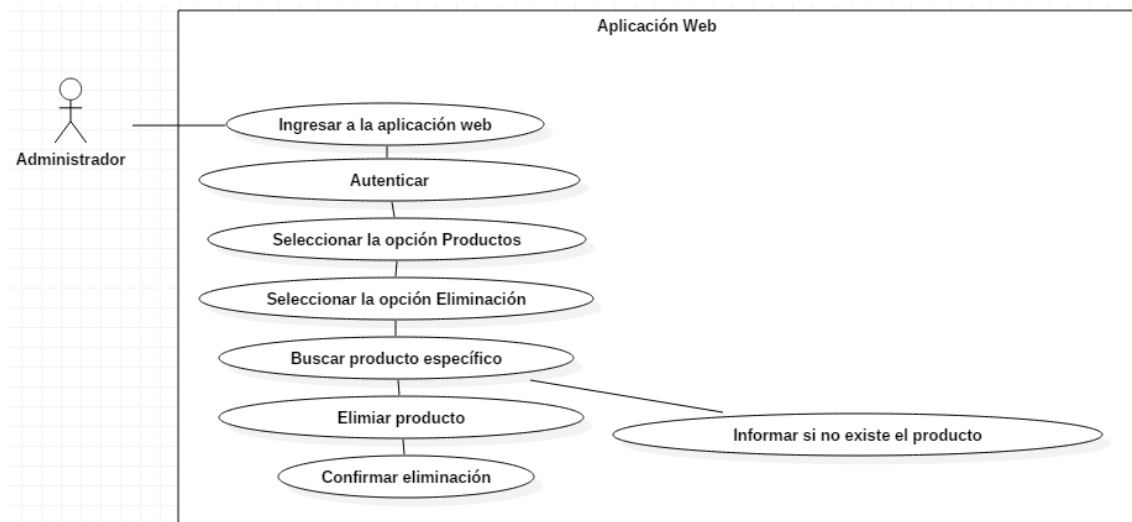 Aplicación Web
Administrador
Ingresar a la aplicación web
Autenticar
Seleccionar la opción Productos
Seleccionar la opción Eliminación
Buscar producto específico
Elimiar producto
Informar si no existe el producto
Confirmar eliminación